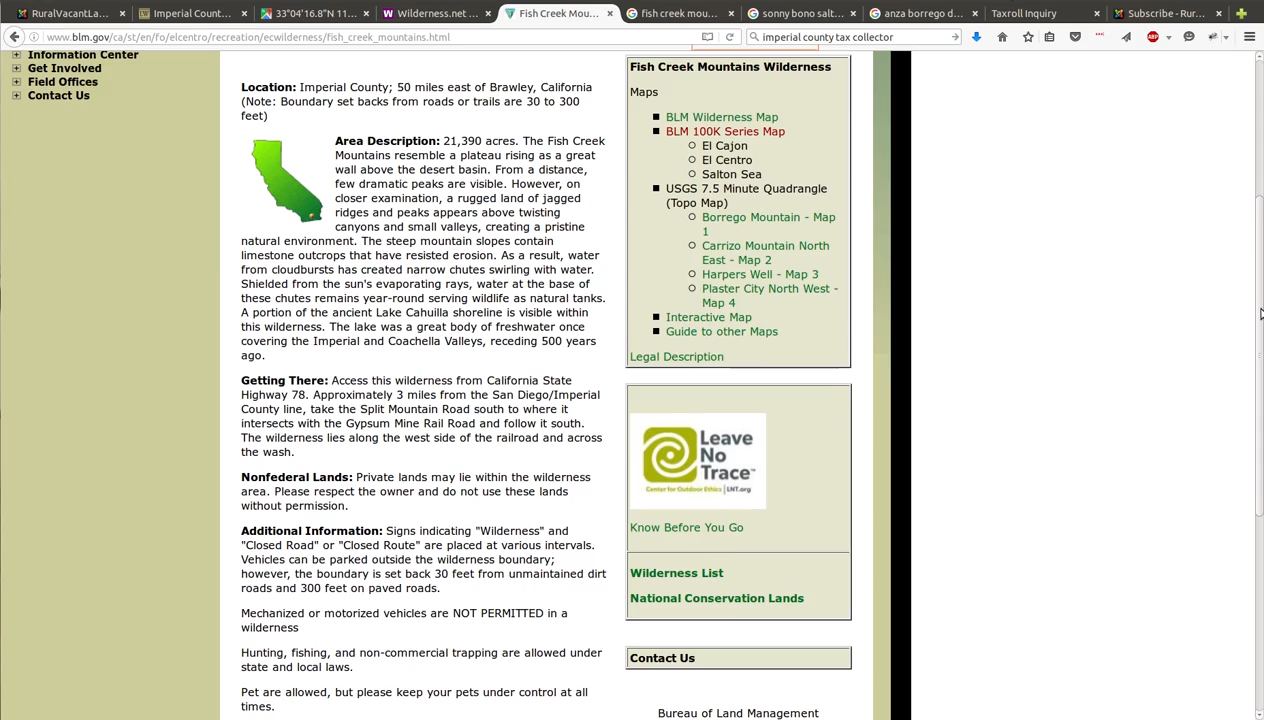 RuralVacantLa...
Imperial Count...
33°04'16.8"N 11...
Wilderness.net ...
Fish Creek Mou...
fish creek mou...
sonny bono salt...
anza borrego d...
Taxroll Inquiry
Subscribe - Rur...
www.blm.gov/ca/st/en/fo/elcentro/recreation/ecwilderness/fish_creek_mountains.html
imperial county tax collector
ABP
Information Center
Get Involved
Field Offices
Contact Us
Location: Imperial County; 50 miles east of Brawley, California
(Note: Boundary set backs from roads or trails are 30 to 300
feet)
Area Description: 21,390 acres. The Fish Creek
Mountains resemble a plateau rising as a great
wall above the desert basin. From a distance,
few dramatic peaks are visible. However, on
closer examination, a rugged land of jagged
ridges and peaks appears above twisting
canyons and small valleys, creating a pristine
natural environment. The steep mountain slopes contain
limestone outcrops that have resisted erosion. As a result, water
from cloudbursts has created narrow chutes swirling with water.
Shielded from the sun's evaporating rays, water at the base of
these chutes remains year-round serving wildlife as natural tanks.
A portion of the ancient Lake Cahuilla shoreline is visible within
this wilderness. The lake was a great body of freshwater once
covering the Imperial and Coachella Valleys, receding 500 years
ago.
Getting There: Access this wilderness from California State
Highway 78. Approximately 3 miles from the San Diego/Imperial
County line, take the Split Mountain Road south to where it
intersects with the Gypsum Mine Rail Road and follow it south.
The wilderness lies along the west side of the railroad and across
the wash.
Nonfederal Lands: Private lands may lie within the wilderness
area. Please respect the owner and do not use these lands
without permission.
Additional Information: Signs indicating "Wilderness" and
"Closed Road" or "Closed Route" are placed at various intervals.
Vehicles can be parked outside the wilderness boundary;
however, the boundary is set back 30 feet from unmaintained dirt
roads and 300 feet on paved roads.
Mechanized or motorized vehicles are NOT PERMITTED in a
wilderness
Hunting, fishing, and non-commercial trapping are allowed under
state and local laws.
Pet are allowed, but please keep your pets under control at all
times.
Fish Creek Mountains Wilderness
Maps
BLM Wilderness Map
BLM 100K Series Map
El Cajon
El Centro
Salton Sea
USGS 7.5 Minute Quadrangle
(Topo Map)
Borrego Mountain - Map
1
Carrizo Mountain North
East - Map 2
Harpers Well - Map 3
Plaster City North West -
Map 4
Interactive Map
Guide to other Maps
Legal Description
Leave
No
Trace™
Center for Outdoor Ethics | LNT.org
Know Before You Go
Wilderness List
National Conservation Lands
Contact Us
Bureau of Land Management